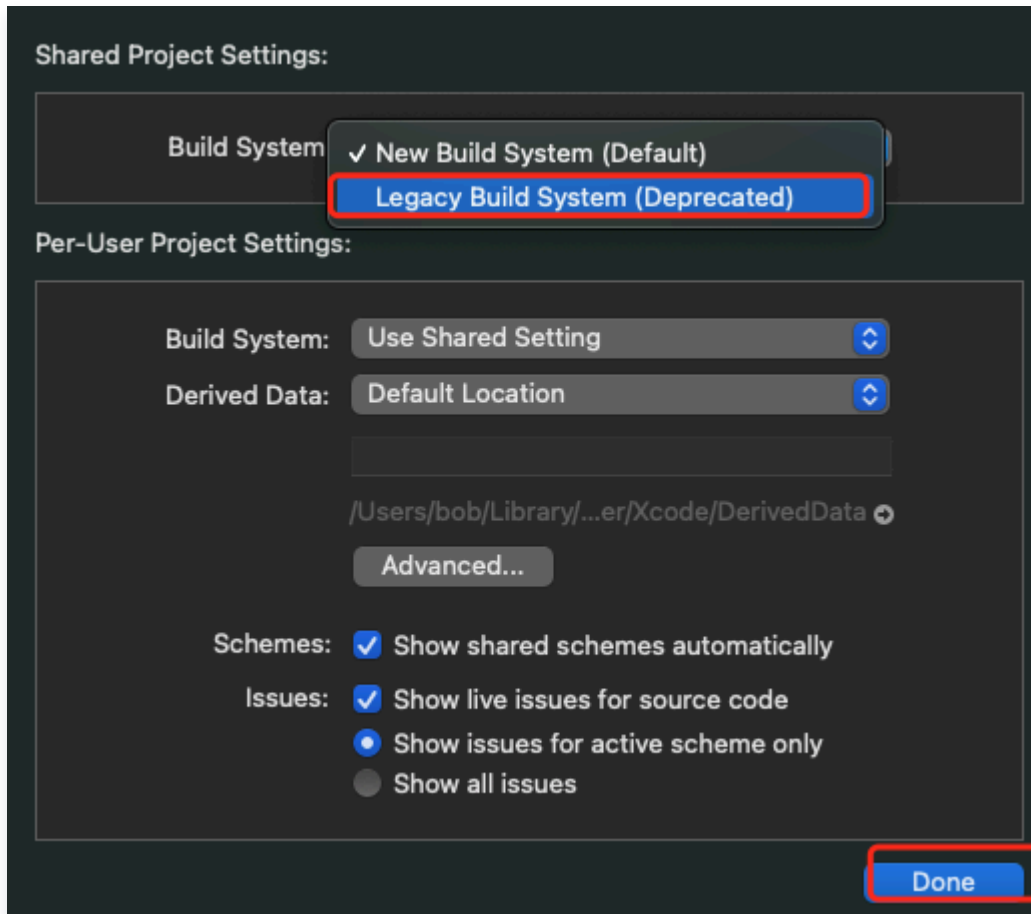 Shared Project Settings:
Build System
✓ New Build System (Default)
Legacy Build System (Deprecated)
Per-User Project Settings:
Build System: Use Shared Setting
Derived Data: Default Location
/Users/bob/Library/...er/Xcode/DerivedData
Advanced...
Schemes: Show shared schemes automatically
Issues: Show live issues for source code
Show issues for active scheme only
Show all issues
Done